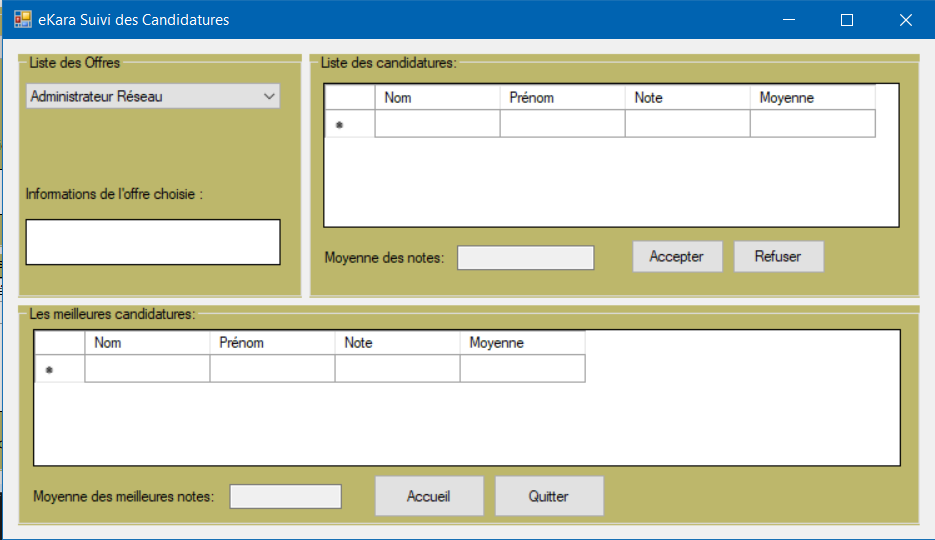 eKara Suivi des Candidatures
Liste des Offres
Administrateur Réseau
Informations de l'offre choisie :
Liste des candidatures:
Nom Prénom Note Moyenne
*
Moyenne des notes: Accepter Refuser
Les meilleures candidatures:
Nom Prénom Note Moyenne
*
Moyenne des meilleures notes: Accueil Quitter